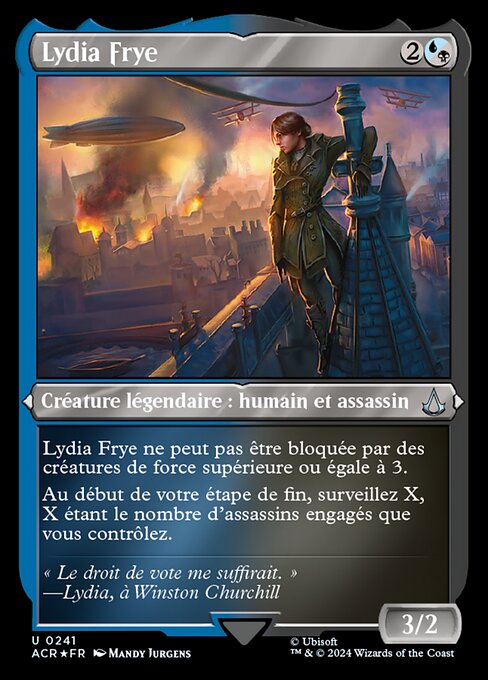 Lydia Frye 2
Créature légendaire : humain et assassin
Lydia Frye ne peut pas être bloquée par des
créatures de force supérieure ou égale à 3.
Au début de votre étape de fin, surveillez X,
X étant le nombre d'assassins engagés que
vous contrôlez.
« Le droit de vote me suffirait. »
—Lydia, à Winston Churchill
3/2
U 0241
ACR★FR Mandy Jurgens
© Ubisoft
™ & © 2024 Wizards of the Coast